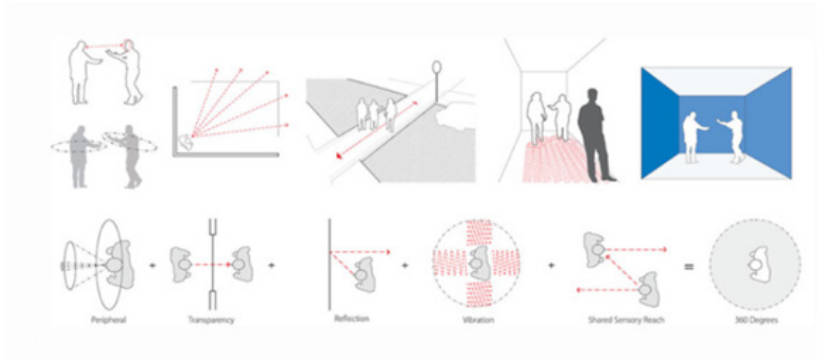 Peripheral
Transparency
Reflection
Vibration
Shared Sensory Reach
360 Degrees